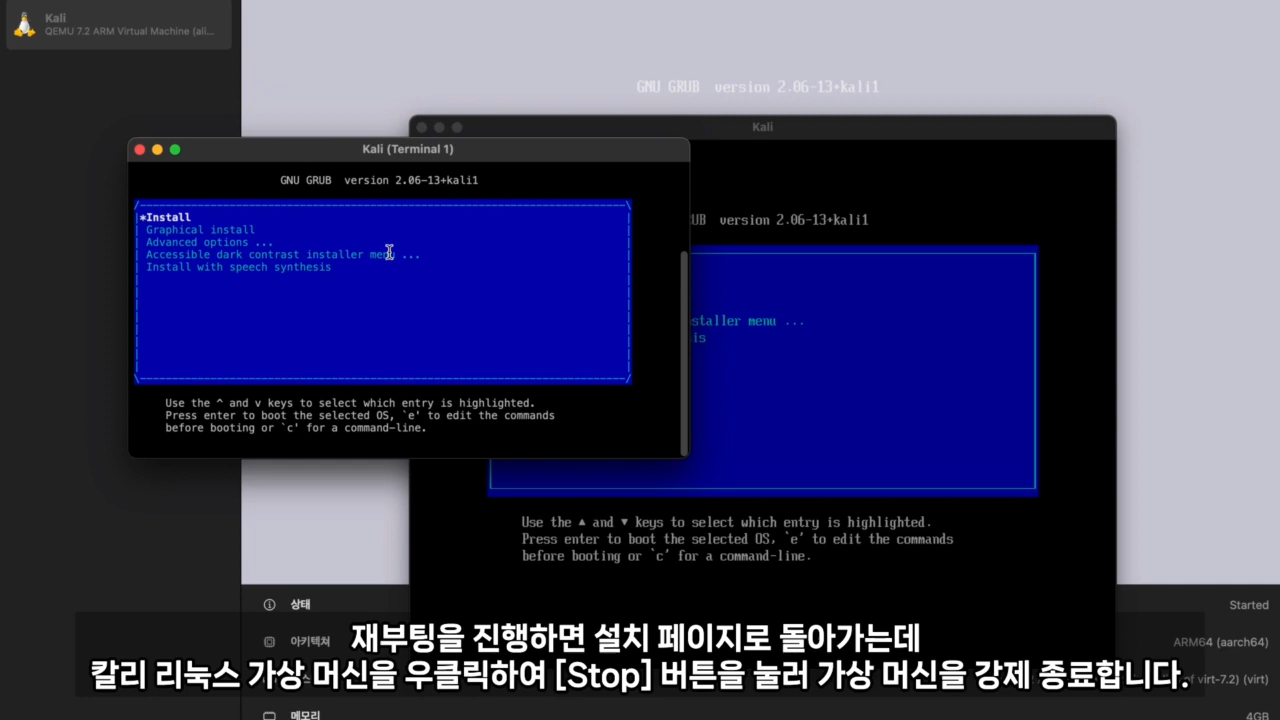 Kali
QEMU 7.2 ARM Virtual Machine (ali...
GNU GRUB version 2.06-13+kali1
Kali
Kali (Terminal 1)
GNU GRUB version 2.06-13+kali1
*Install
Graphical install
Advanced options ...
Accessible dark contrast installer menu ...
Install with speech synthesis
Use the ^ and v keys to select which entry is highlighted.
Press enter to boot the selected OS, `e' to edit the commands
before booting or `c' for a command-line.
UB version 2.06-13+kali1
staller menu ...
is
Use the ▲ and ▼ keys to select which entry is highlighted.
Press enter to boot the selected OS, `e' to edit the commands
before booting or `c' for a command-line.
상태 Started
아키텍쳐 ARM64 (aarch64)
of virt-7.2) (virt)
메모리 4GB
재부팅을 진행하면 설치 페이지로 돌아가는데
칼리 리눅스 가상 머신을 우클릭하여 [Stop] 버튼을 눌러 가상 머신을 강제 종료합니다.